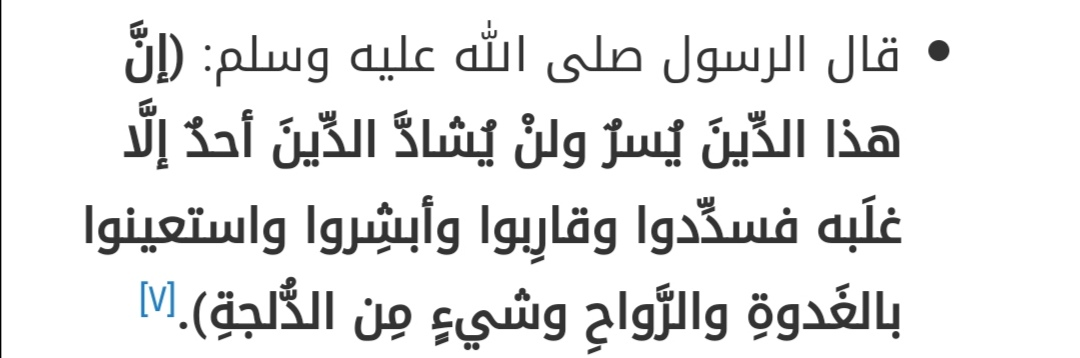 • قال الرسول صلى الله عليه وسلم: (إنَّ
هذا الدِّينَ يُسرٌ ولنْ يُشادَّ الدِّينَ أحدٌ إلَّا
غلَبه فسدِّدوا وقارِبوا وأبشِروا واستعينوا
بالغَدوةِ والرَّواحِ وشيءٍ مِن الدُّلجةِ).[٧]